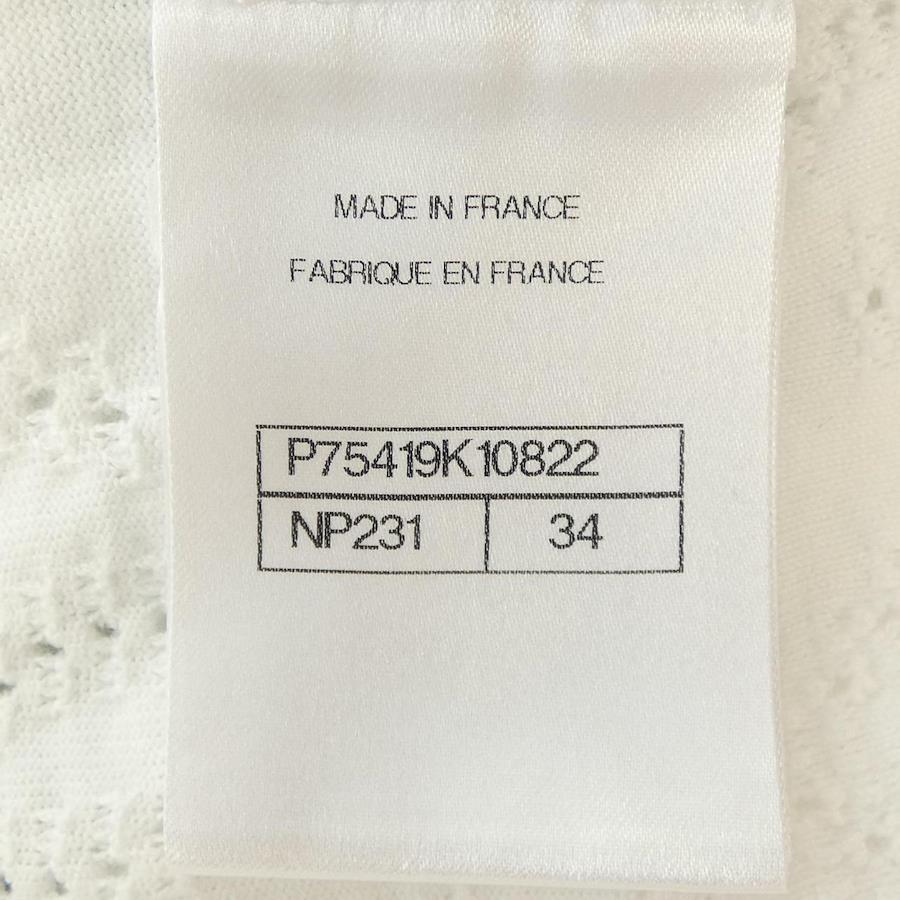 MADE IN FRANCE
FABRIQUE EN FRANCE
P75419K10822
NP231 34